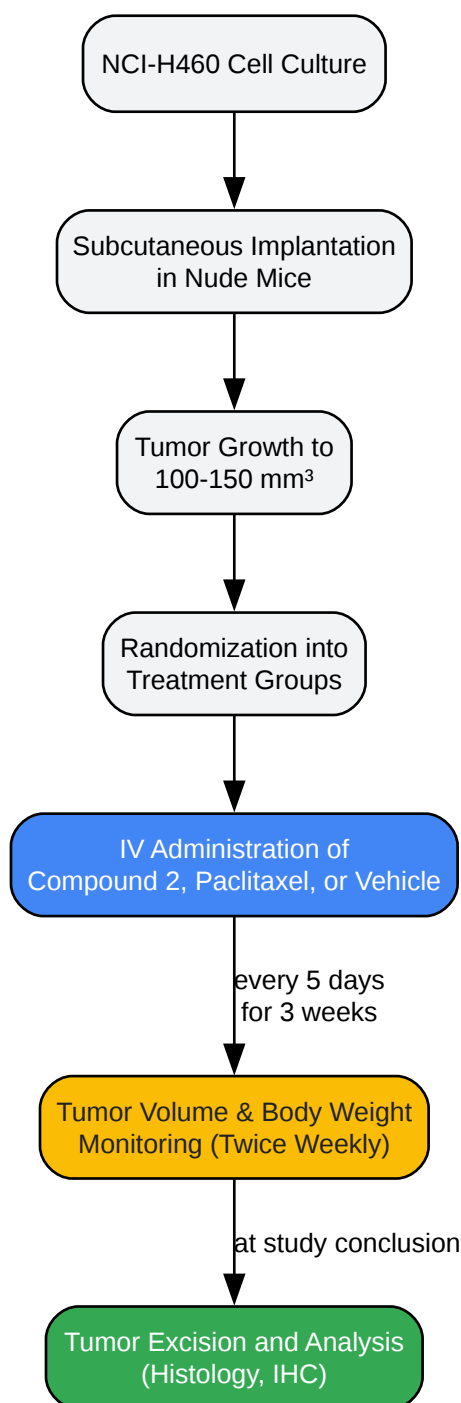 NCI-H460 Cell Culture
Subcutaneous Implantation
in Nude Mice
Tumor Growth to
100-150 mm³
Randomization into
Treatment Groups
IV Administration of
Compound 2, Paclitaxel, or Vehicle
every 5 days
for 3 weeks
Tumor Volume & Body Weight
Monitoring (Twice Weekly)
at study conclusion
Tumor Excision and Analysis
(Histology, IHC)